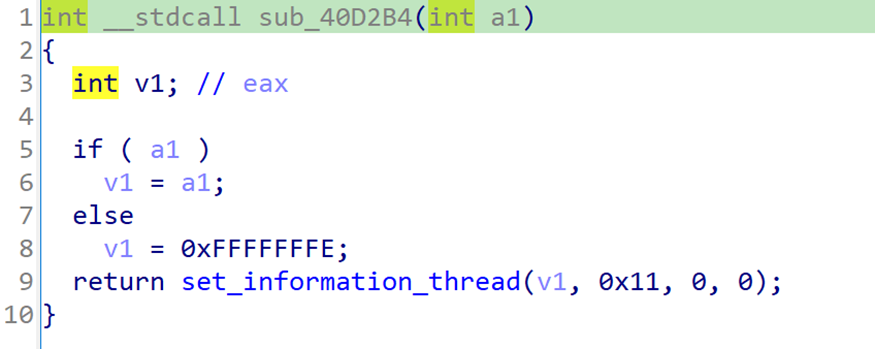 1 int __stdcall sub_40D2B4(int a1)
2 {
3 int v1; // eax
4
5 if ( a1 )
6 v1 = a1;
7 else
8 v1 = 0xFFFFFFFE;
9 return set_information_thread(v1, 0x11, 0, 0);
10 }